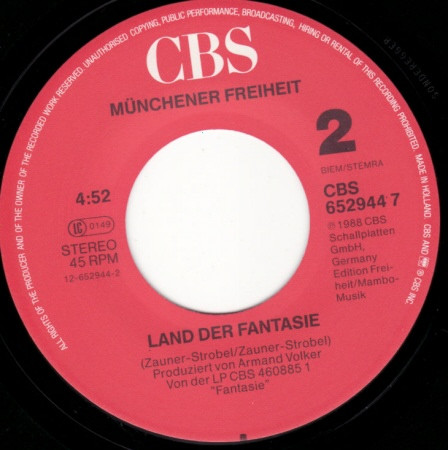 ALL RIGHTS OF THE PRODUCER AND OF THE OWNER OF THE RECORDED WORK RESERVED. UNAUTHORISED COPYING, PUBLIC PERFORMANCE, BROADCASTING, HIRING OR RENTAL OF THIS RECORDING PROHIBITED. MADE IN HOLLAND. CBS AND ARE ® CBS INC.
CBS
MÜNCHENER FREIHEIT
2
BIEM/STEMRA
4:52
LC 0149
STEREO
45 RPM
12-652944-2
CBS
652944 7
℗ 1988 CBS
Schallplatten
GmbH,
Germany
Edition Frei-
heit/Mambo-
Musik
LAND DER FANTASIE
(Zauner-Strobel/Zauner-Strobel)
Produziert von Armand Volker
Von der LP CBS 460885 1
"Fantasie"